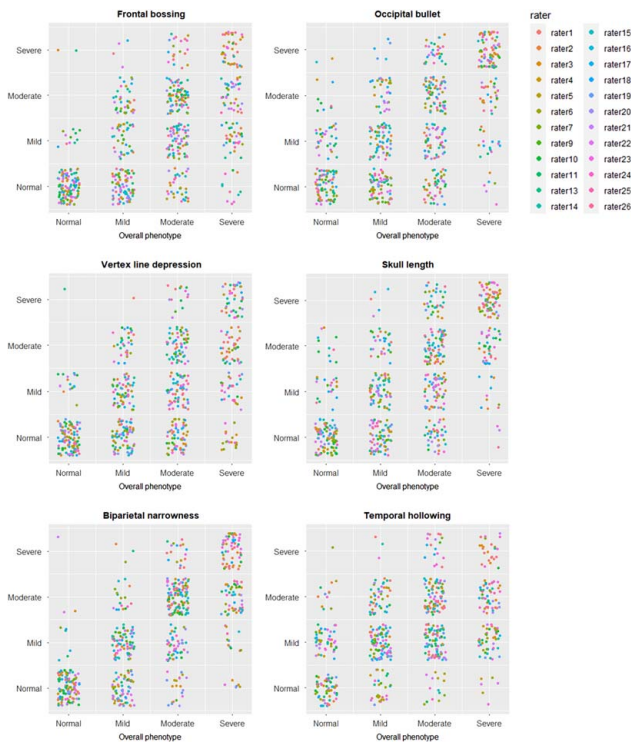 Frontal bossing
Severe
Moderate
Mild
Normal
Normal Mild Moderate Severe
Overall phenotype
Occipital bullet
Severe
Moderate
Mild
Normal
Normal Mild Moderate Severe
Overall phenotype
rater
rater1 rater15
rater2 rater16
rater3 rater17
rater4 rater18
rater5 rater19
rater6 rater20
rater7 rater21
rater9 rater22
rater10 rater23
rater11 rater24
rater13 rater25
rater14 rater26
Vertex line depression
Severe
Moderate
Mild
Normal
Normal Mild Moderate Severe
Overall phenotype
Skull length
Severe
Moderate
Mild
Normal
Normal Mild Moderate Severe
Overall phenotype
Biparietal narrowness
Severe
Moderate
Mild
Normal
Normal Mild Moderate Severe
Overall phenotype
Temporal hollowing
Severe
Moderate
Mild
Normal
Normal Mild Moderate Severe
Overall phenotype